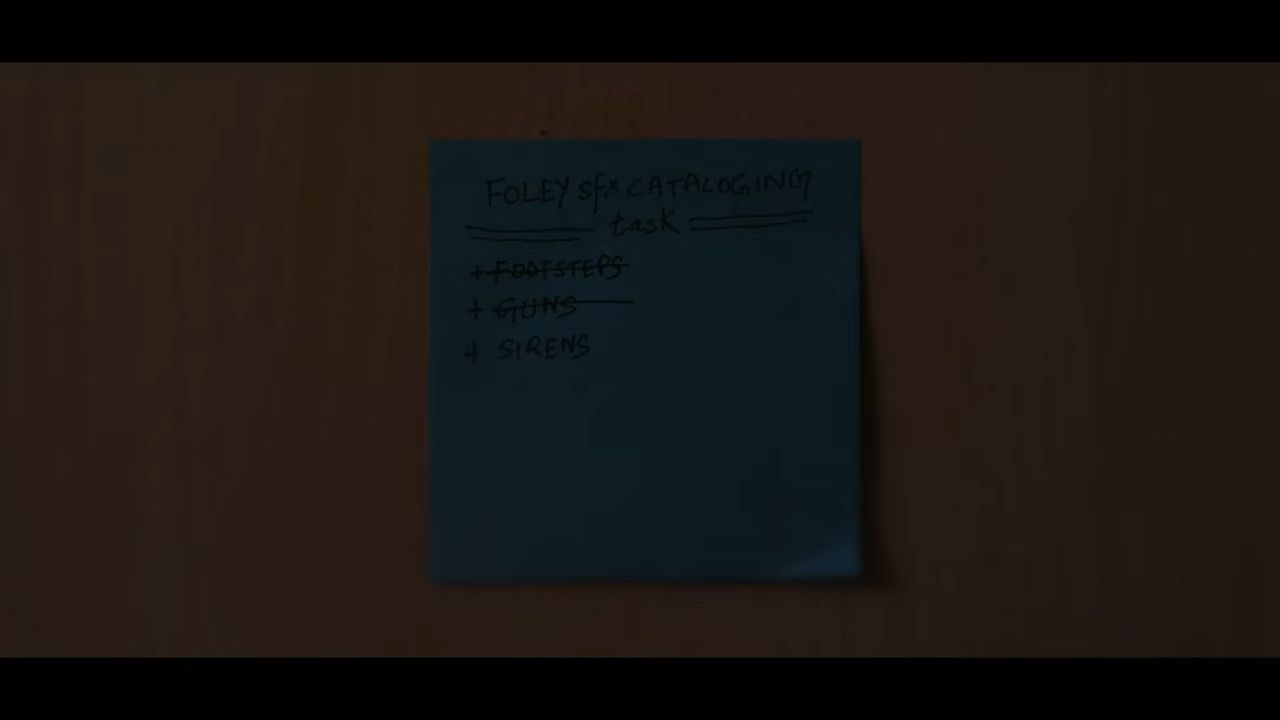 FOLEY sfx CATALOGING
task
+ FOOTSTEPS
+ GUNS
+ SIRENS